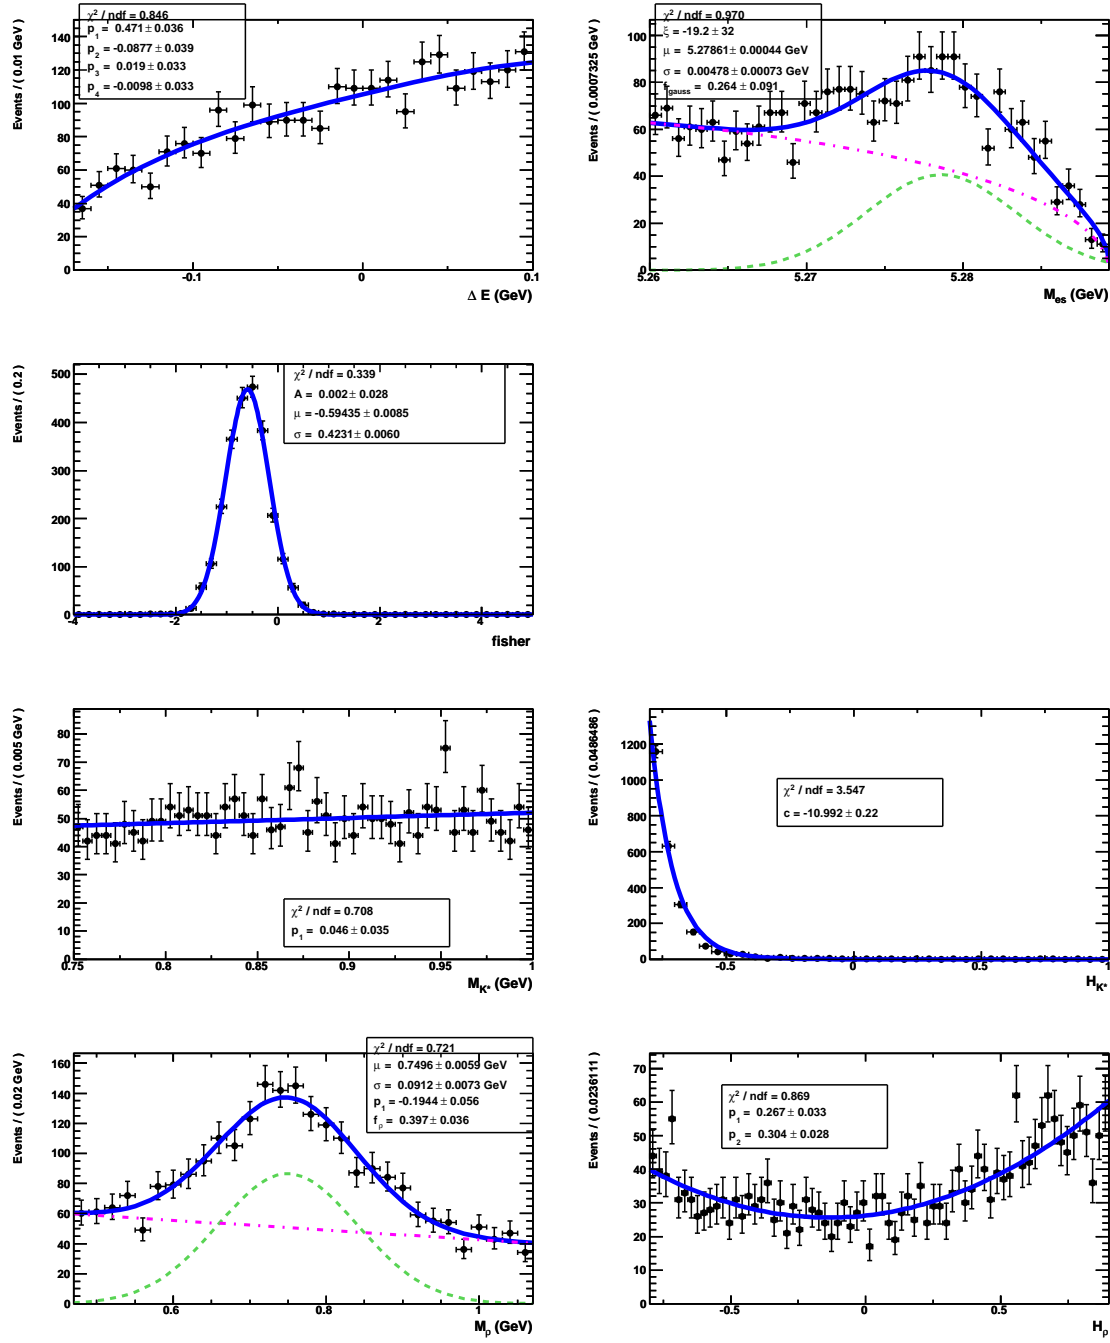 Events / ( 0.01 GeV )
χ² / ndf = 0.846
p₁ = 0.471 ± 0.036
p₂ = -0.0877 ± 0.039
p₃ = 0.019 ± 0.033
p₄ = -0.0098 ± 0.033
140
120
100
80
60
40
20
0
-0.1 0 0.1
Δ E (GeV)
Events / ( 0.0007325 GeV )
χ² / ndf = 0.970
ξ = -19.2 ± 32
μ = 5.27861 ± 0.00044 GeV
σ = 0.00478 ± 0.00073 GeV
f_gauss = 0.264 ± 0.091
100
80
60
40
20
0
5.26 5.27 5.28
M_es (GeV)
Events / ( 0.2 )
χ² / ndf = 0.339
A = 0.002 ± 0.028
μ = -0.59435 ± 0.0085
σ = 0.4231 ± 0.0060
500
400
300
200
100
0
-4 -2 0 2 4
fisher
Events / ( 0.005 GeV )
80
70
60
50
40
30
20
10
0
χ² / ndf = 0.708
p₁ = 0.046 ± 0.035
0.75 0.8 0.85 0.9 0.95 1
M_K* (GeV)
Events / ( 0.0486486 )
1200
1000
800
600
400
200
0
χ² / ndf = 3.547
c = -10.992 ± 0.22
-0.5 0 0.5 1
H_K*
Events / ( 0.02 GeV )
χ² / ndf = 0.721
μ = 0.7496 ± 0.0059 GeV
σ = 0.0912 ± 0.0073 GeV
p₁ = -0.1944 ± 0.056
f_ρ = 0.397 ± 0.036
160
140
120
100
80
60
40
20
0
0.6 0.8 1
M_ρ (GeV)
Events / ( 0.0236111 )
χ² / ndf = 0.869
p₁ = 0.267 ± 0.033
p₂ = 0.304 ± 0.028
70
60
50
40
30
20
10
0
-0.5 0 0.5
H_ρ